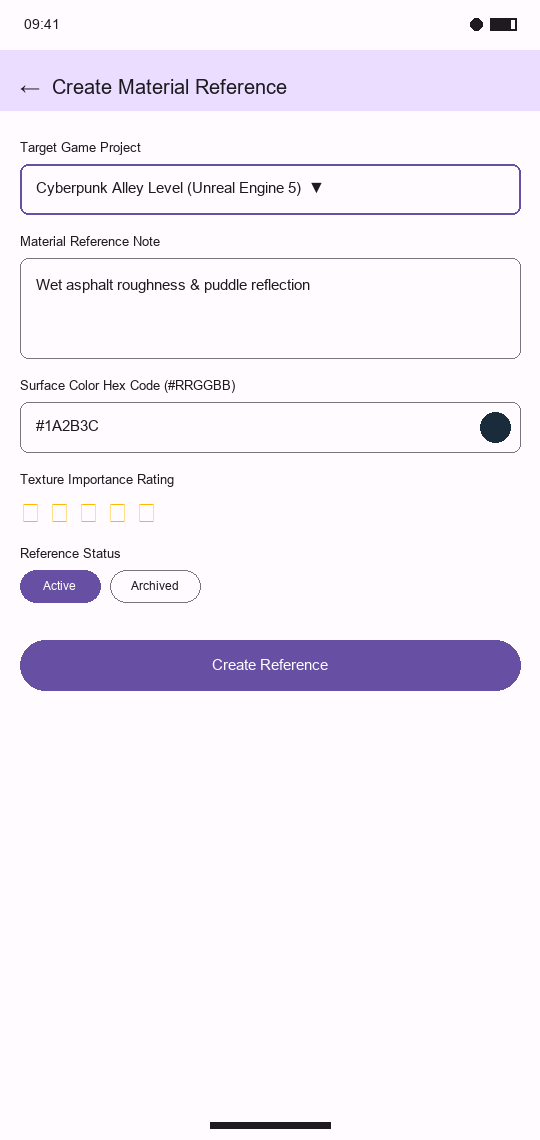 09:41
← Create Material Reference
Target Game Project
Cyberpunk Alley Level (Unreal Engine 5) ▼
Material Reference Note
Wet asphalt roughness & puddle reflection
Surface Color Hex Code (#RRGGBB)
#1A2B3C
Texture Importance Rating
Reference Status
Active
Archived
Create Reference